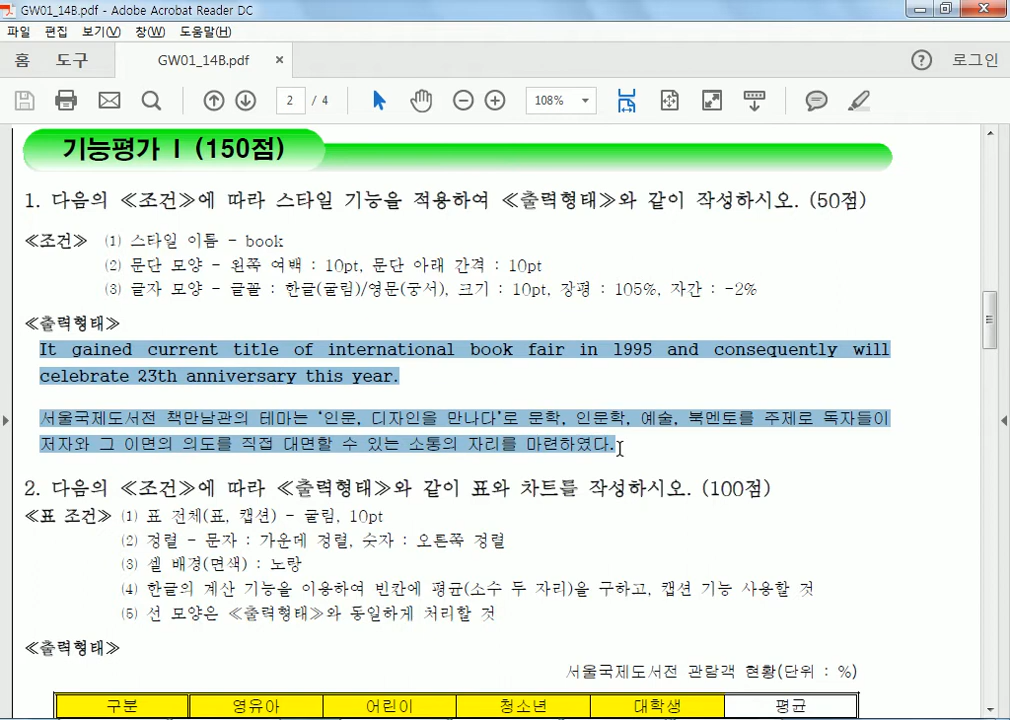 GW01_14B.pdf - Adobe Acrobat Reader DC
파일 편집 보기(V) 창(W) 도움말(H)
홈 도구 GW01_14B.pdf × ? 로그인
2 / 4 108%
기능평가 I (150점)
1. 다음의 ≪조건≫에 따라 스타일 기능을 적용하여 ≪출력형태≫와 같이 작성하시오. (50점)
≪조건≫ (1) 스타일 이름 - book
(2) 문단 모양 - 왼쪽 여백 : 10pt, 문단 아래 간격 : 10pt
(3) 글자 모양 - 글꼴 : 한글(굴림)/영문(궁서), 크기 : 10pt, 장평 : 105%, 자간 : -2%
≪출력형태≫
It gained current title of international book fair in 1995 and consequently will
celebrate 23th anniversary this year.
서울국제도서전 책만남관의 테마는 '인문, 디자인을 만나다'로 문학, 인문학, 예술, 북멘토를 주제로 독자들이
저자와 그 이면의 의도를 직접 대면할 수 있는 소통의 자리를 마련하였다.
2. 다음의 ≪조건≫에 따라 ≪출력형태≫와 같이 표와 차트를 작성하시오. (100점)
≪표 조건≫ (1) 표 전체(표, 캡션) - 굴림, 10pt
(2) 정렬 - 문자 : 가운데 정렬, 숫자 : 오른쪽 정렬
(3) 셀 배경(면색) : 노랑
(4) 한글의 계산 기능을 이용하여 빈칸에 평균(소수 두 자리)을 구하고, 캡션 기능 사용할 것
(5) 선 모양은 ≪출력형태≫와 동일하게 처리할 것
≪출력형태≫
서울국제도서전 관람객 현황(단위 : %)
구분 영유아 어린이 청소년 대학생 평균